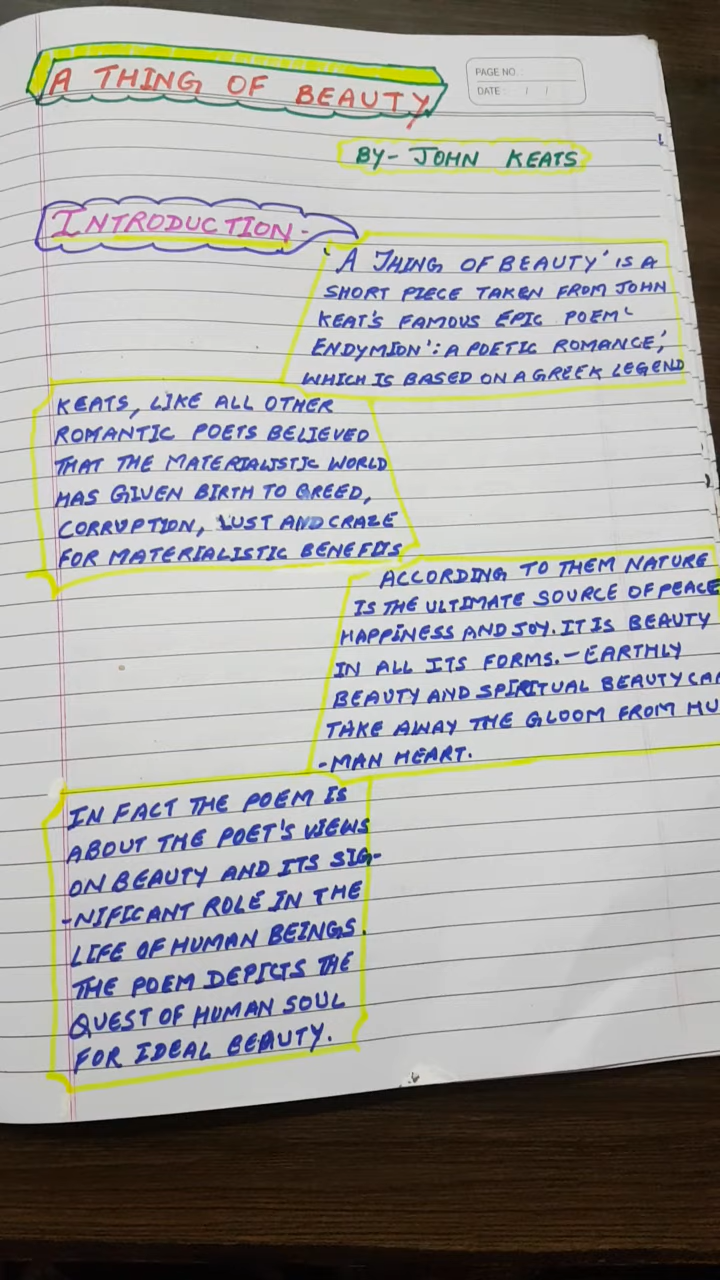 A THING OF BEAUTY
PAGE NO.:
DATE: / /
BY- JOHN KEATS
INTRODUCTION-
'A THING OF BEAUTY' IS A
SHORT PIECE TAKEN FROM JOHN
KEAT'S FAMOUS EPIC POEM '
ENDYMION': A POETIC ROMANCE,'
WHICH IS BASED ON A GREEK LEGEND
KEATS, LIKE ALL OTHER
ROMANTIC POETS BELIEVED
THAT THE MATERIALISTIC WORLD
HAS GIVEN BIRTH TO GREED,
CORRUPTION, LUST AND CRAZE
FOR MATERIALISTIC BENEFITS
ACCORDING TO THEM NATURE
IS THE ULTIMATE SOURCE OF PEACE
HAPPINESS AND JOY. IT IS BEAUTY
IN ALL ITS FORMS. - EARTHLY
BEAUTY AND SPIRITUAL BEAUTY CA
TAKE AWAY THE GLOOM FROM HU
-MAN HEART.
IN FACT THE POEM IS
ABOUT THE POET'S VIEWS
ON BEAUTY AND ITS SIG-
-NIFICANT ROLE IN THE
LIFE OF HUMAN BEINGS.
THE POEM DEPICTS THE
QUEST OF HUMAN SOUL
FOR IDEAL BEAUTY.